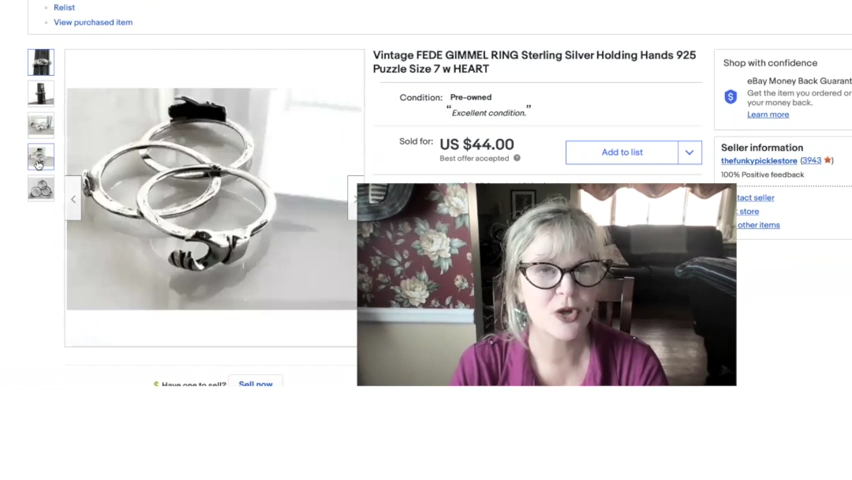 Relist
View purchased item
Vintage FEDE GIMMEL RING Sterling Silver Holding Hands 925
Puzzle Size 7 w HEART
Condition: Pre-owned
"Excellent condition."
Sold for: US $44.00
Best offer accepted
Add to list
Shop with confidence
eBay Money Back Guarant
Get the item you ordered or
your money back.
Learn more
Seller information
thefunkypicklestore (3943 ★)
100% Positive feedback
tact seller
store
other items
Have one to sell? Sell now